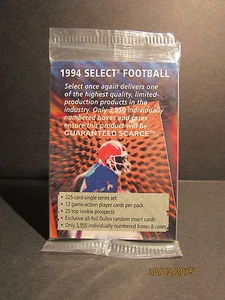 1994 SELECT® FOOTBALL
Select once again delivers one
of the highest quality, limited-
production products in the
industry. Only 3,950 individually
numbered boxes and cases
ensure this product will be
GUARANTEED SCARCE™
• 225-card single series set
• 12 game-action player cards per pack
• 25 top rookie prospects
• Exclusive all-foil Dufex random insert cards
• Only 3,950 individually numbered boxes & cases
30/09/2015